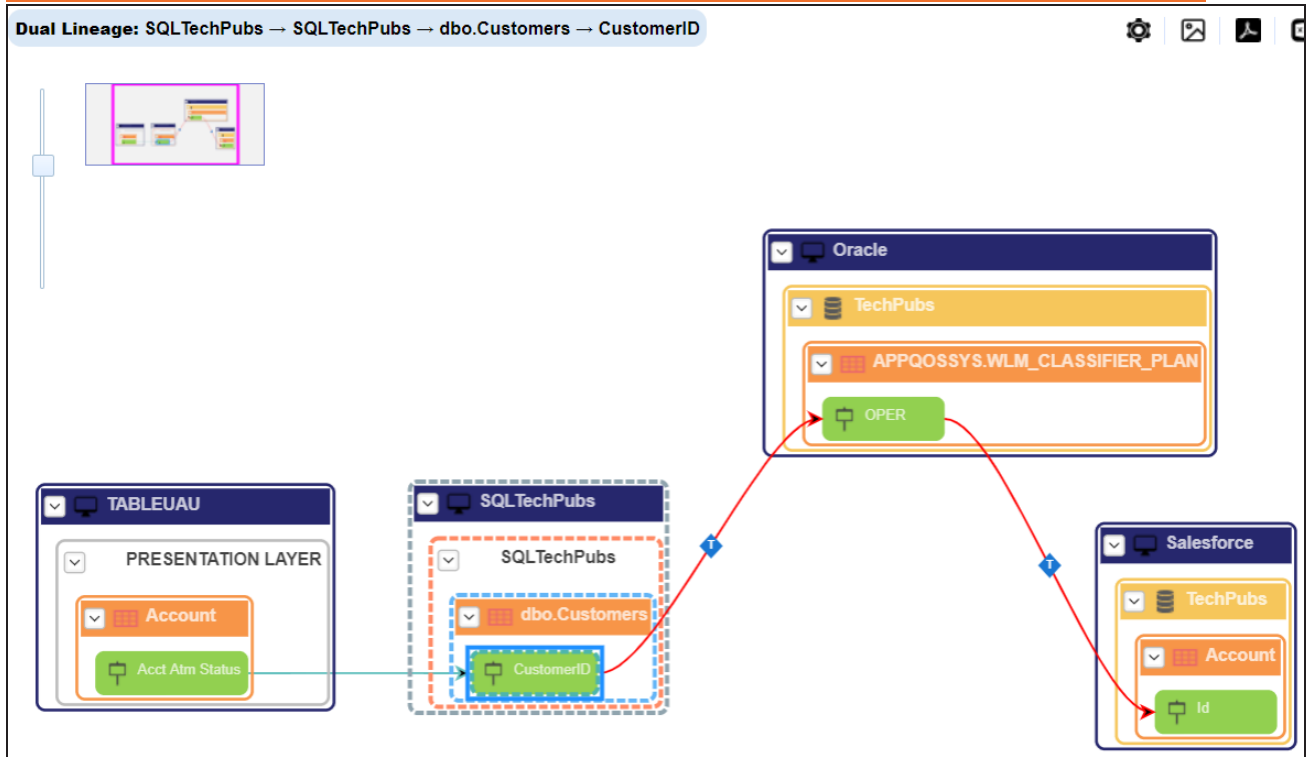 Dual Lineage: SQLTechPubs → SQLTechPubs → dbo.Customers → CustomerID
Oracle
TechPubs
APPQOSSYS.WLM_CLASSIFIER_PLAN
OPER
TABLEUAU
PRESENTATION LAYER
Account
Acct Atm Status
SQLTechPubs
SQLTechPubs
dbo.Customers
CustomerID
T
T
Salesforce
TechPubs
Account
Id